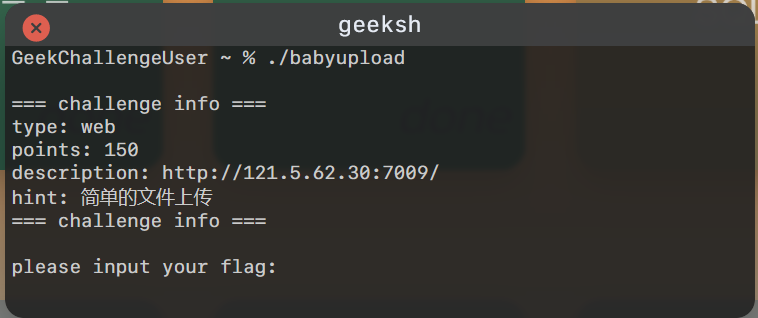 geeksh
GeekChallengeUser ~ % ./babyupload
=== challenge info ===
type: web
points: 150
description: http://121.5.62.30:7009/
hint: 简单的文件上传
=== challenge info ===
please input your flag: